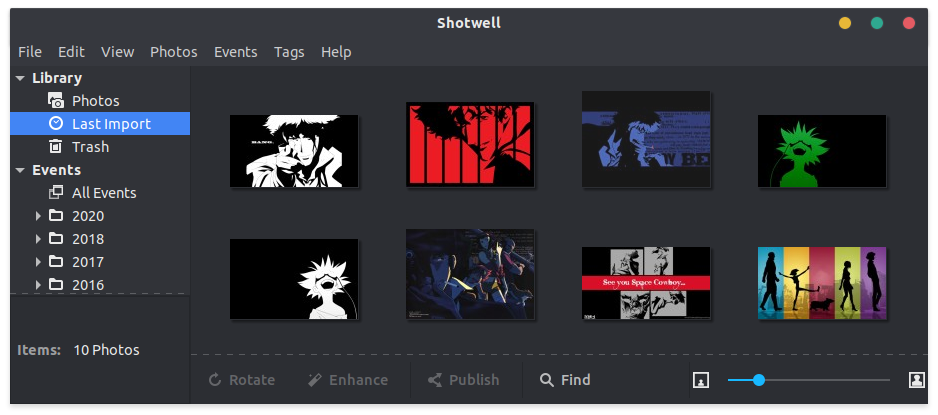 Shotwell
File Edit View Photos Events Tags Help
Library
Photos
Last Import
Trash
Events
All Events
2020
2018
2017
2016
Items: 10 Photos
BANG.
See you Space Cowboy...
Rotate Enhance Publish Find